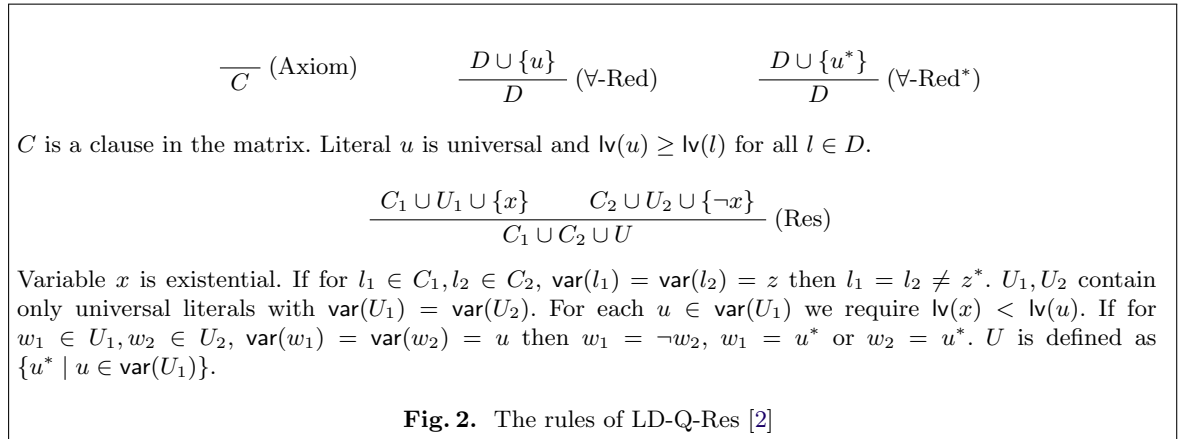 C (Axiom)
D ∪ {u}
D (∀-Red)
D ∪ {u*}
D (∀-Red*)
C is a clause in the matrix. Literal u is universal and lv(u) ≥ lv(l) for all l ∈ D.
C₁ ∪ U₁ ∪ {x} C₂ ∪ U₂ ∪ {¬x}
C₁ ∪ C₂ ∪ U (Res)
Variable x is existential. If for l₁ ∈ C₁, l₂ ∈ C₂, var(l₁) = var(l₂) = z then l₁ = l₂ ≠ z*. U₁, U₂ contain
only universal literals with var(U₁) = var(U₂). For each u ∈ var(U₁) we require lv(x) < lv(u). If for
w₁ ∈ U₁, w₂ ∈ U₂, var(w₁) = var(w₂) = u then w₁ = ¬w₂, w₁ = u* or w₂ = u*. U is defined as
{u* | u ∈ var(U₁)}.
Fig. 2. The rules of LD-Q-Res [2]